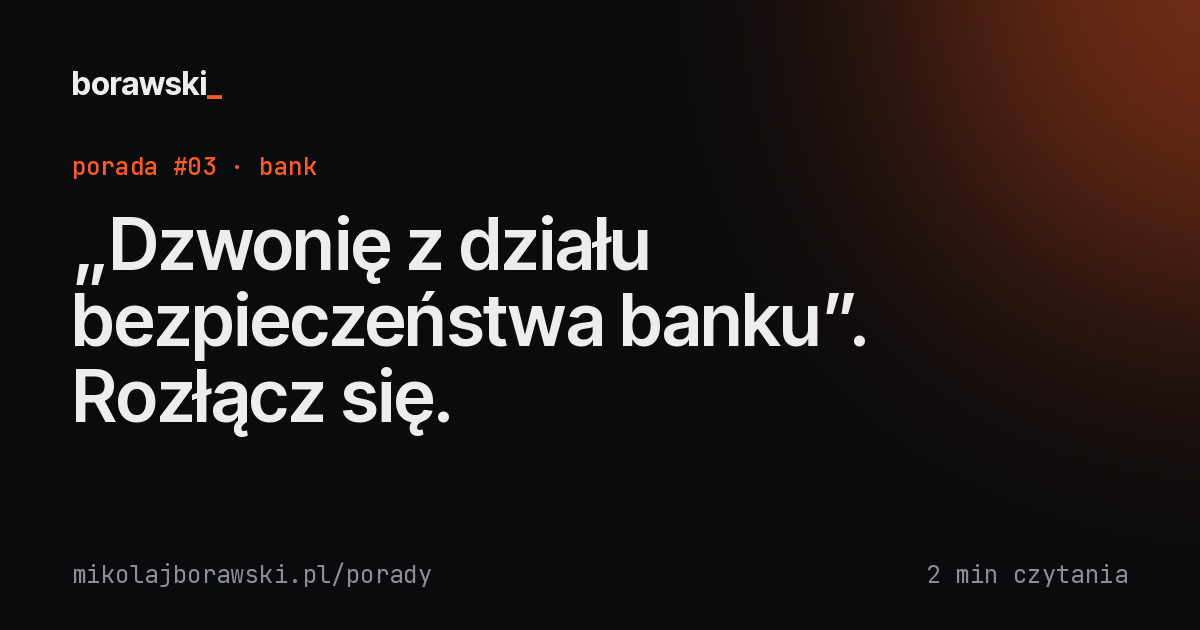 borawski_
porada #03 · bank
„Dzwonię z działu
bezpieczeństwa banku”.
Rozłącz się.
mikolajborawski.pl/porady
2 min czytania